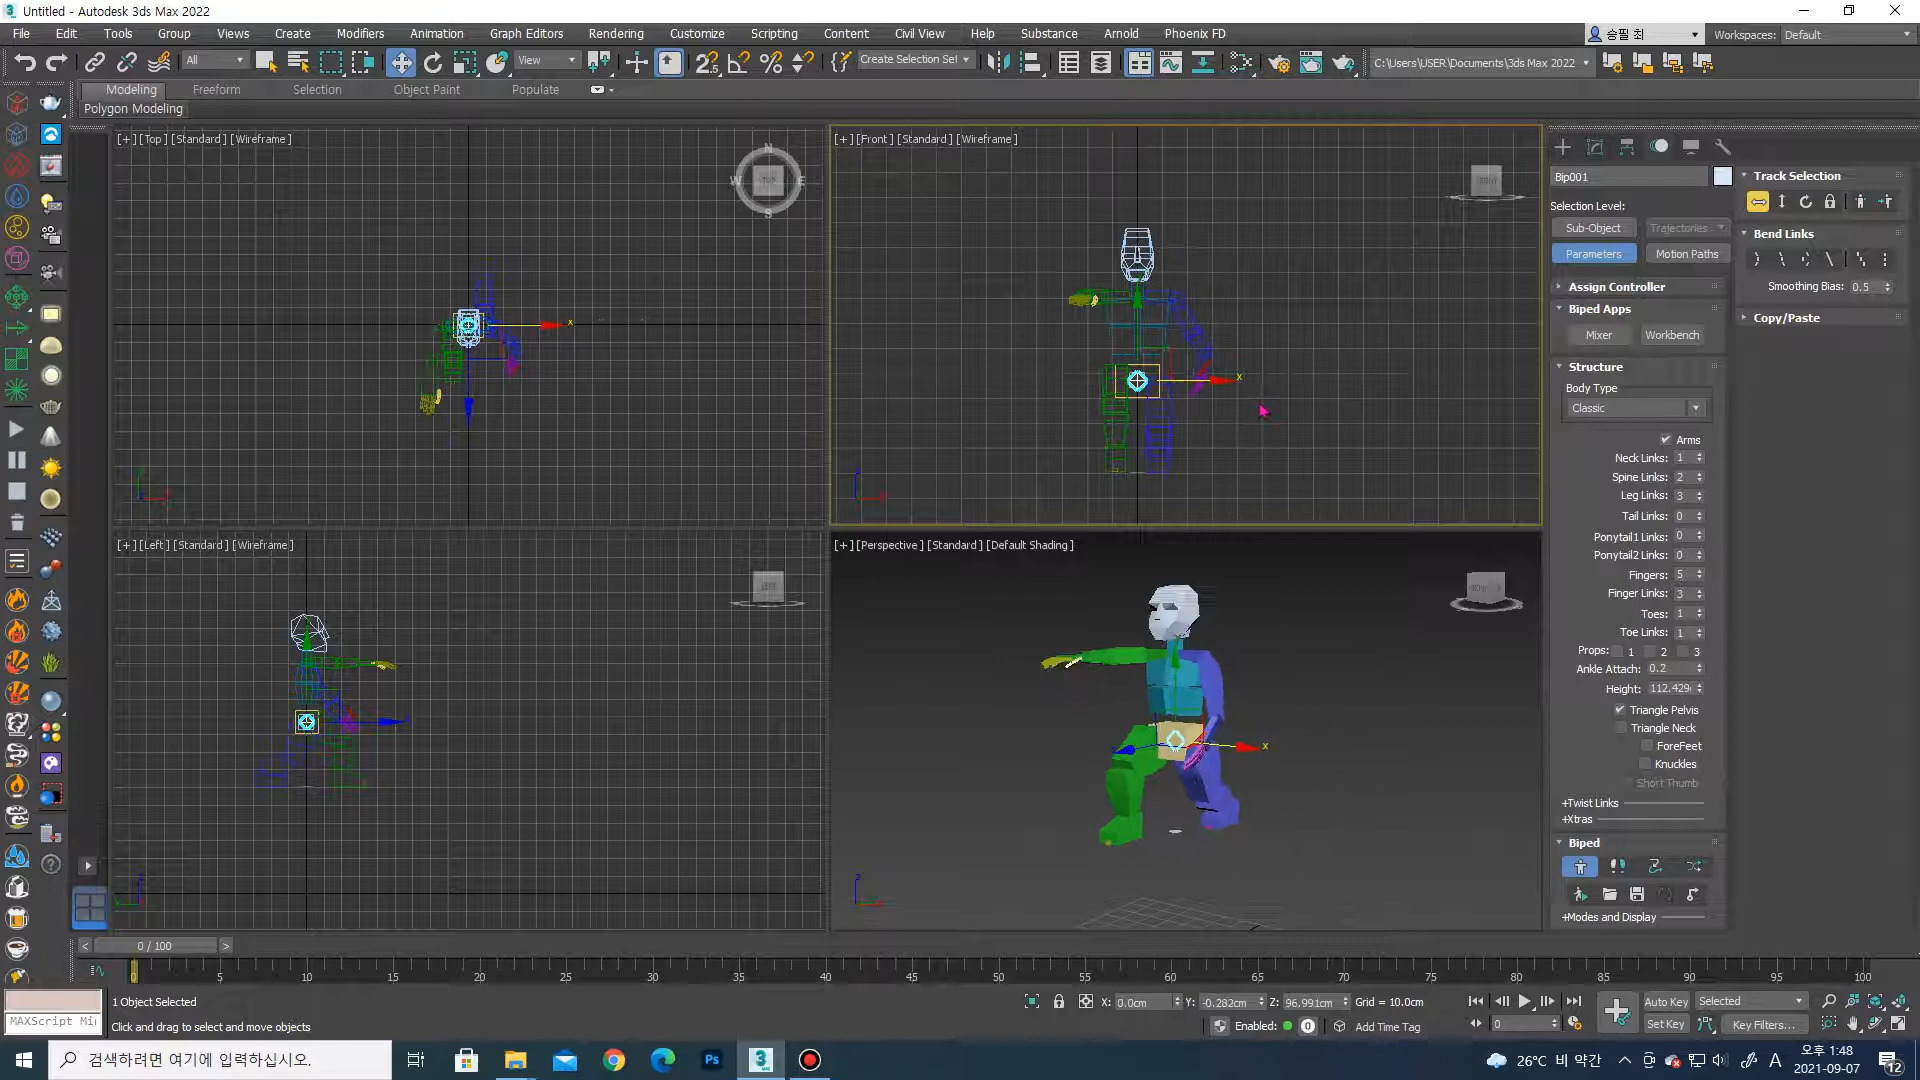 Untitled - Autodesk 3ds Max 2022
File Edit Tools Group Views Create Modifiers Animation Graph Editors Rendering Customize Scripting Civil View Content Help Substance Arnold Phoenix FD
승필 최 Workspaces: Default
All View Create Selection Set C:\Users\USER\Documents\3ds Max 2022
Modeling Freeform Selection Object Paint Populate
Polygon Modeling
[+] [Top] [Standard] [Wireframe]
[+] [Front] [Standard] [Wireframe]
[+] [Left] [Standard] [Wireframe]
[+] [Perspective] [Standard] [Default Shading]
N
W TOP E
S
x
x
x
Bip001
Selection Level:
Sub-Object Trajectories
Parameters Motion Paths
Assign Controller
Biped Apps
Mixer Workbench
Structure
Body Type
Classic
Arms
Neck Links: 1
Spine Links: 2
Leg Links: 3
Tail Links: 0
Ponytail1 Links: 0
Ponytail2 Links: 0
Fingers: 5
Finger Links: 3
Toes: 1
Toe Links: 1
Props: 1 2 3
Ankle Attach: 0.2
Height: 112.429
Triangle Pelvis
Triangle Neck
ForeFeet
Knuckles
Short Thumb
+Twist Links
+Xtras
Biped
+Modes and Display
Track Selection
Bend Links
Smoothing Bias: 0.5
Copy/Paste
< 0 / 100 >
5 10 15 20 25 30 35 40 45 50 55 60 65 70 75 80 85 90 95 100
1 Object Selected
MAXScript Mi
Click and drag to select and move objects
X: 0.0cm Y: -0.282cm Z: 96.991cm Grid = 10.0cm
Enabled: 0 Add Time Tag
0
Auto Key Selected
Set Key Key Filters...
검색하려면 여기에 입력하십시오.
Ps
3
26°C 비 약간
A
오후 1:48
2021-09-07
12